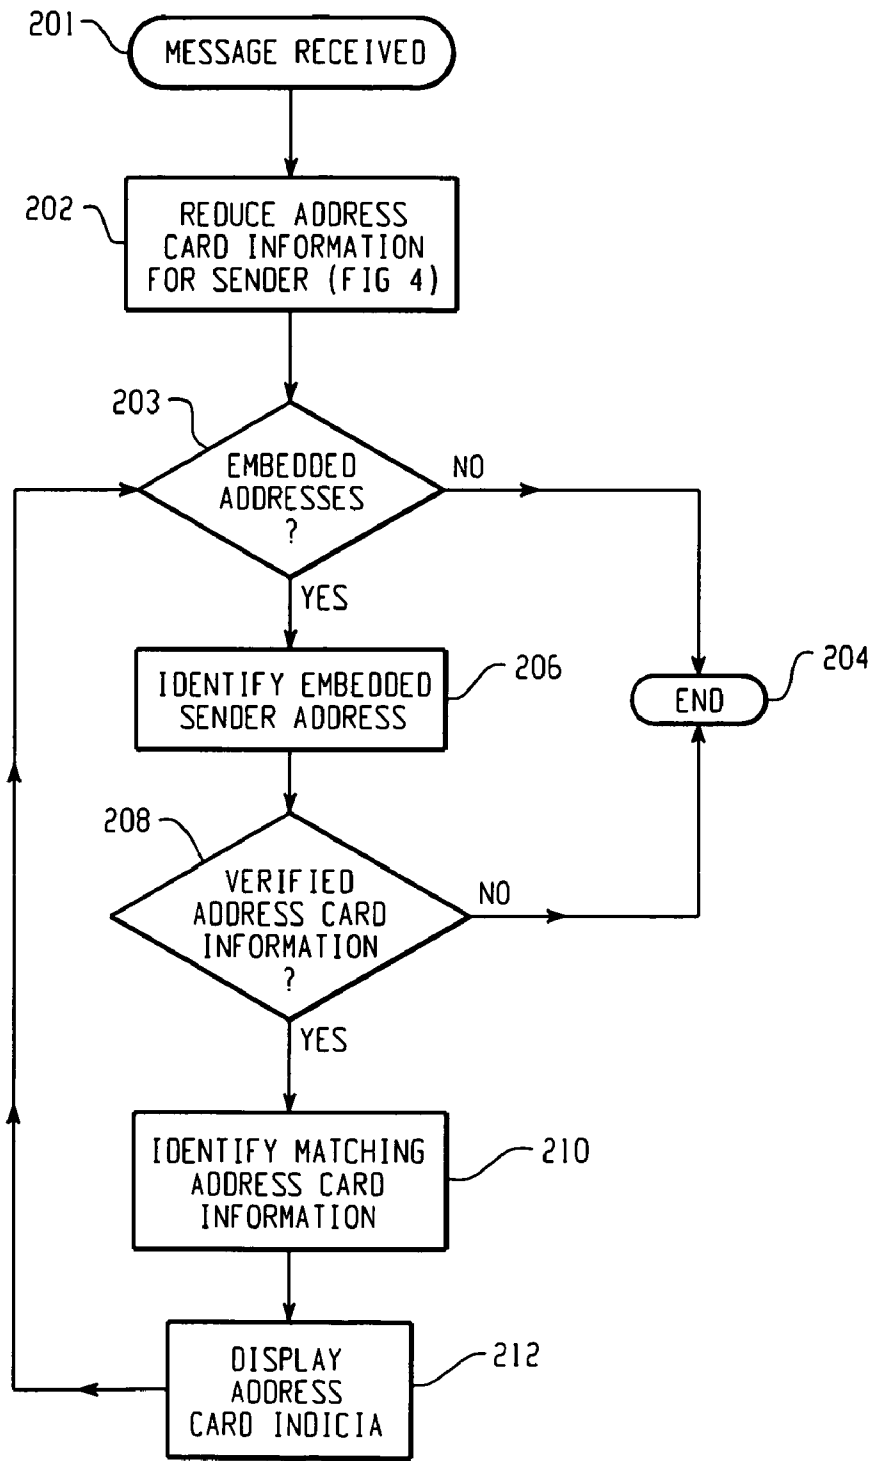 201
MESSAGE RECEIVED
202
REDUCE ADDRESS
CARD INFORMATION
FOR SENDER (FIG 4)
203
EMBEDDED
ADDRESSES
?
NO
YES
IDENTIFY EMBEDDED
SENDER ADDRESS
206
END
204
208
VERIFIED
ADDRESS CARD
INFORMATION
?
NO
YES
IDENTIFY MATCHING
ADDRESS CARD
INFORMATION
210
DISPLAY
ADDRESS
CARD INDICIA
212